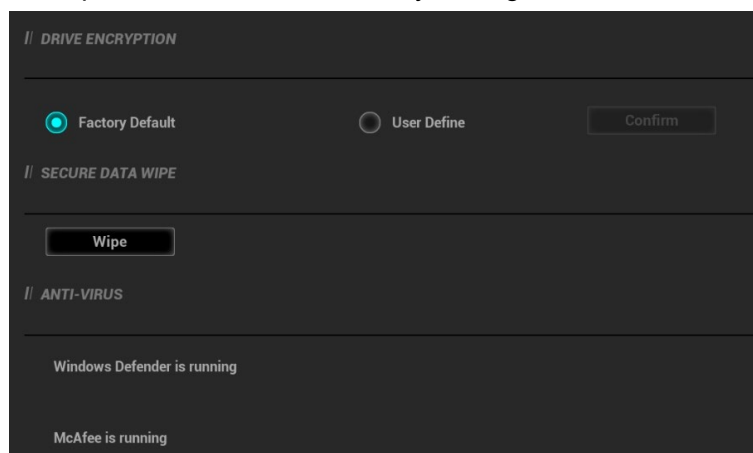 // DRIVE ENCRYPTION
Factory Default
User Define
Confirm
// SECURE DATA WIPE
Wipe
// ANTI-VIRUS
Windows Defender is running
McAfee is running